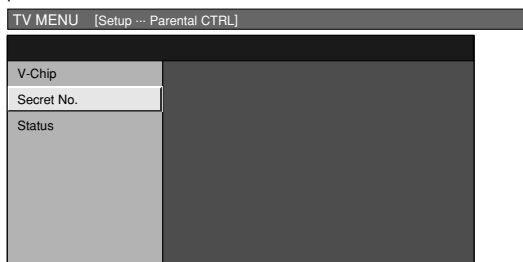 TV MENU [Setup ··· Parental CTRL]
V-Chip
Secret No.
Status